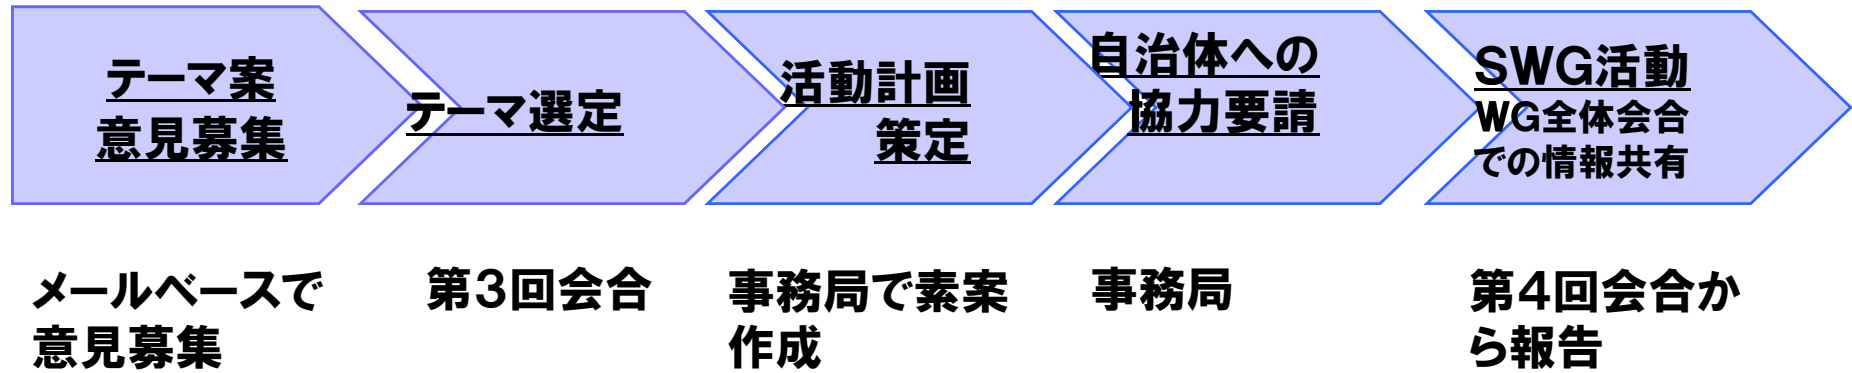 テーマ案
意見募集
テーマ選定
活動計画
策定
自治体への
協力要請
SWG活動
WG全体会合
での情報共有
メールベースで
意見募集
第3回会合
事務局で素案
作成
事務局
第4回会合か
ら報告